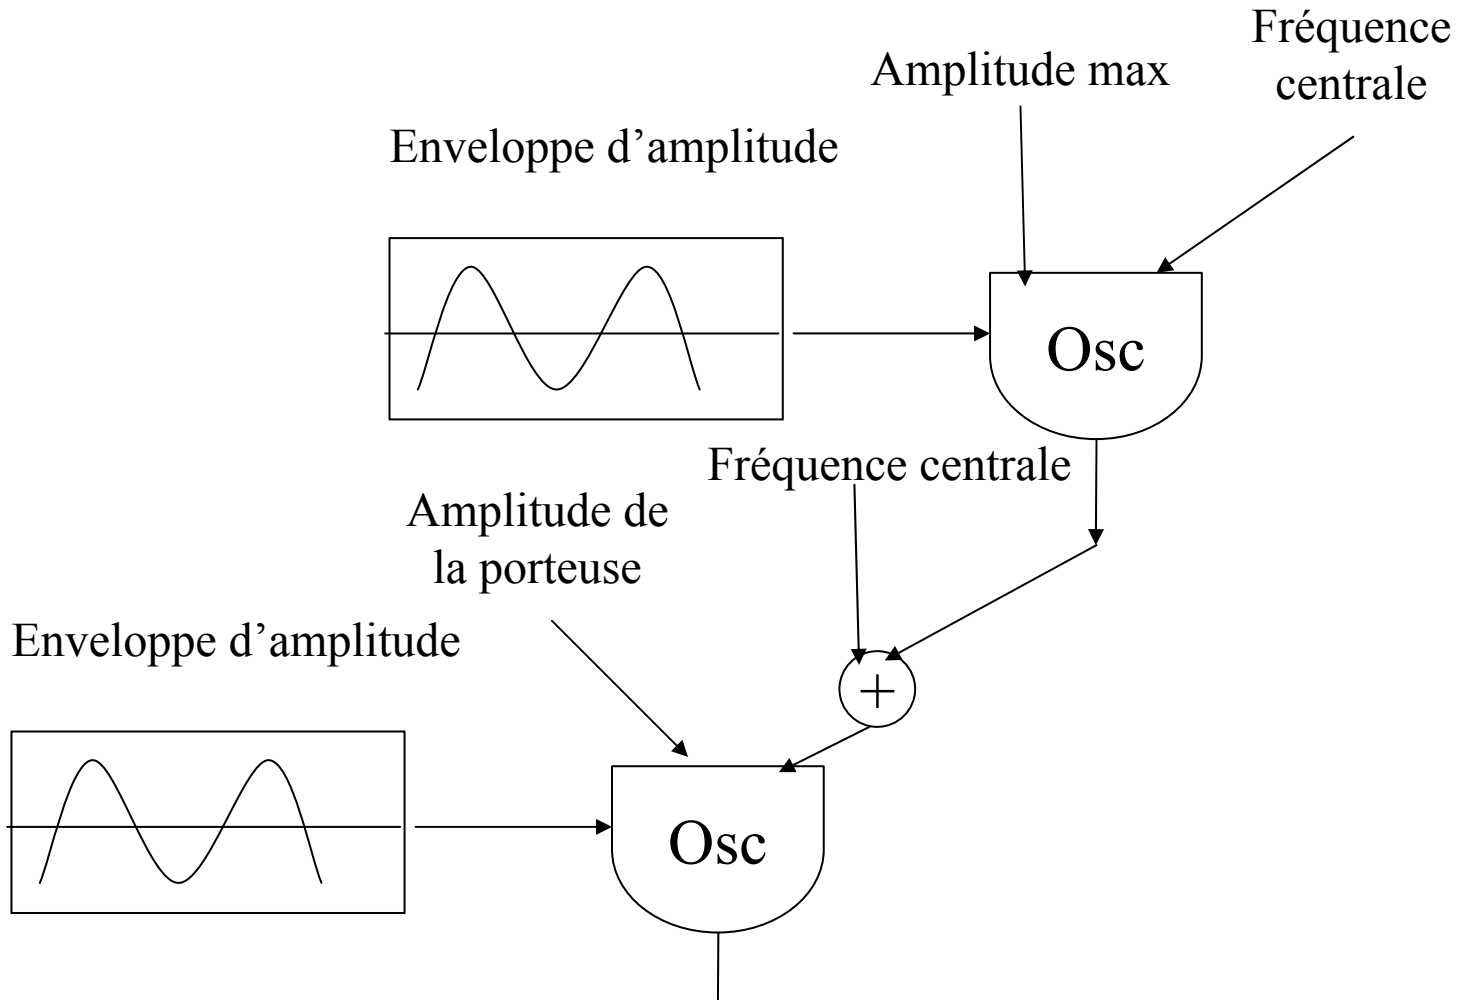 Fréquence
centrale
Amplitude max
Enveloppe d’amplitude
Osc
Fréquence centrale
Amplitude de
la porteuse
Enveloppe d’amplitude
+
Osc